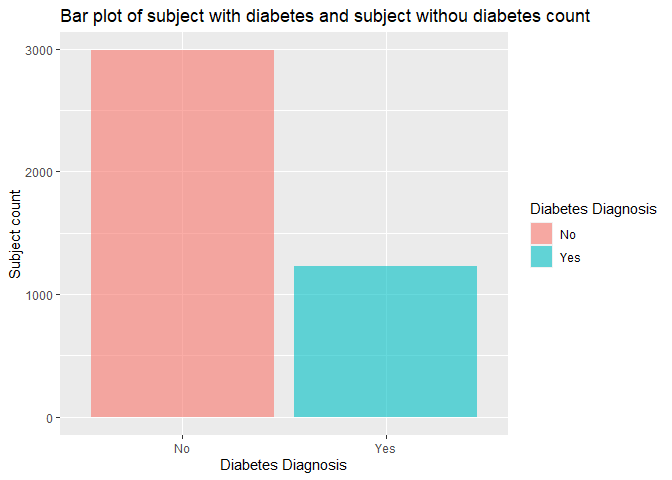 Bar plot of subject with diabetes and subject withou diabetes count
3000
2000
1000
0
Subject count
No
Yes
Diabetes Diagnosis
Diabetes Diagnosis
No
Yes